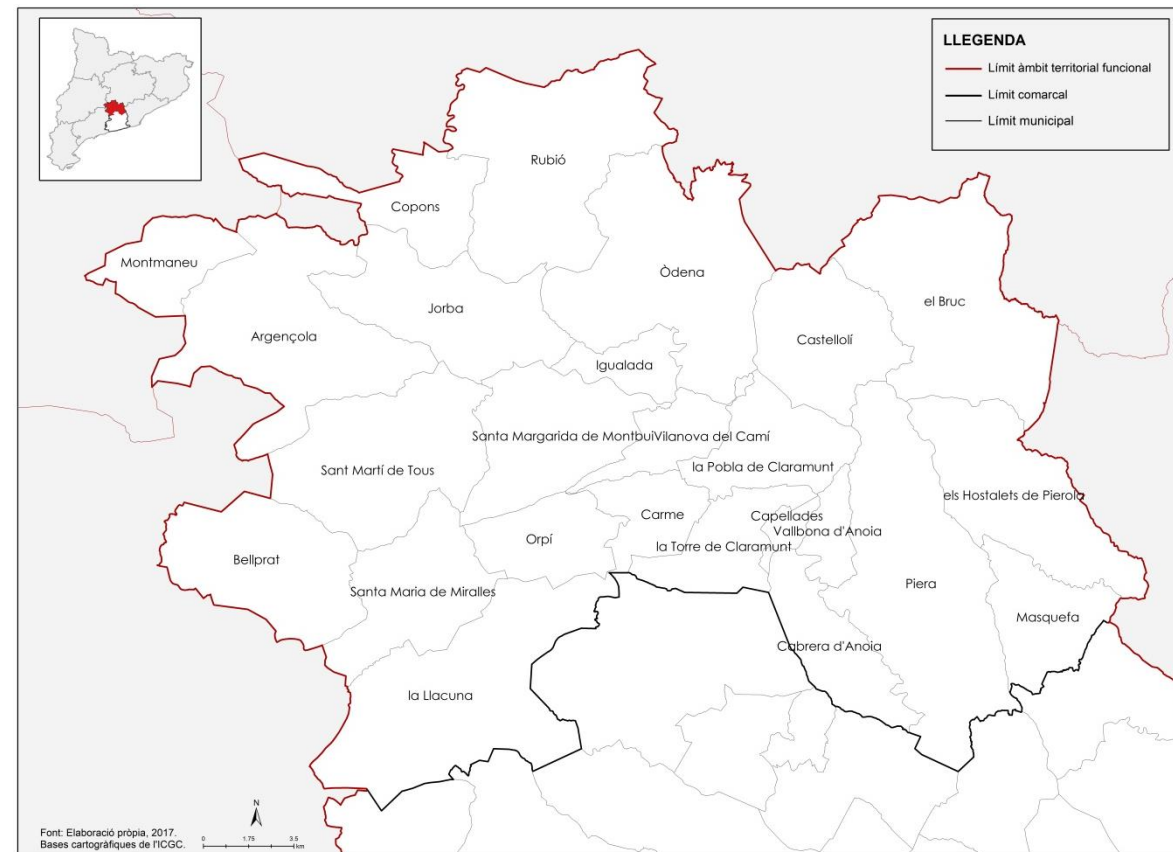 LLEGENDA
Límit àmbit territorial funcional
Límit comarcal
Límit municipal
Rubió
Copons
Montmaneu
Òdena
el Bruc
Jorba
Argençola
Castellolí
Igualada
Santa Margarida de Montbui
Vilanova del Camí
Sant Martí de Tous
la Pobla de Claramunt
els Hostalets de Pierola
Carme
Capellades
Vallbona d'Anoia
Orpí
la Torre de Claramunt
Bellprat
Piera
Santa Maria de Miralles
Masquefa
Cabrera d'Anoia
la Llacuna
N
Font: Elaboració pròpia, 2017.
Bases cartogràfiques de l'ICGC.
0 1.75 3.5
km